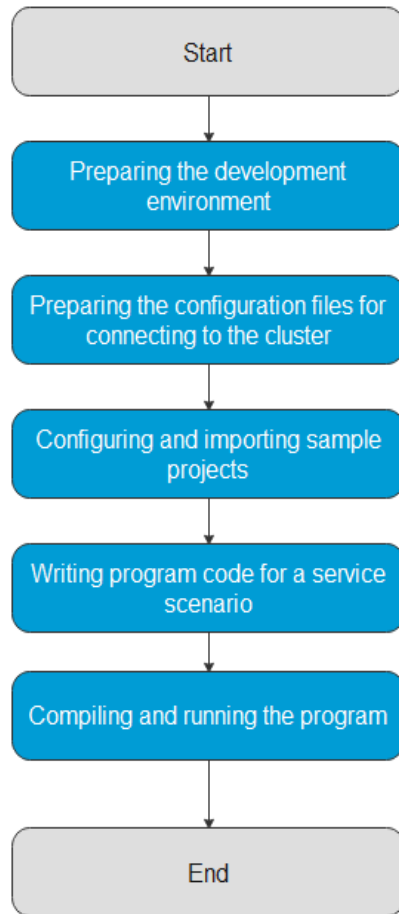 Start
Preparing the development
environment
Preparing the configuration files for
connecting to the cluster
Configuring and importing sample
projects
Writing program code for a service
scenario
Compiling and running the program
End